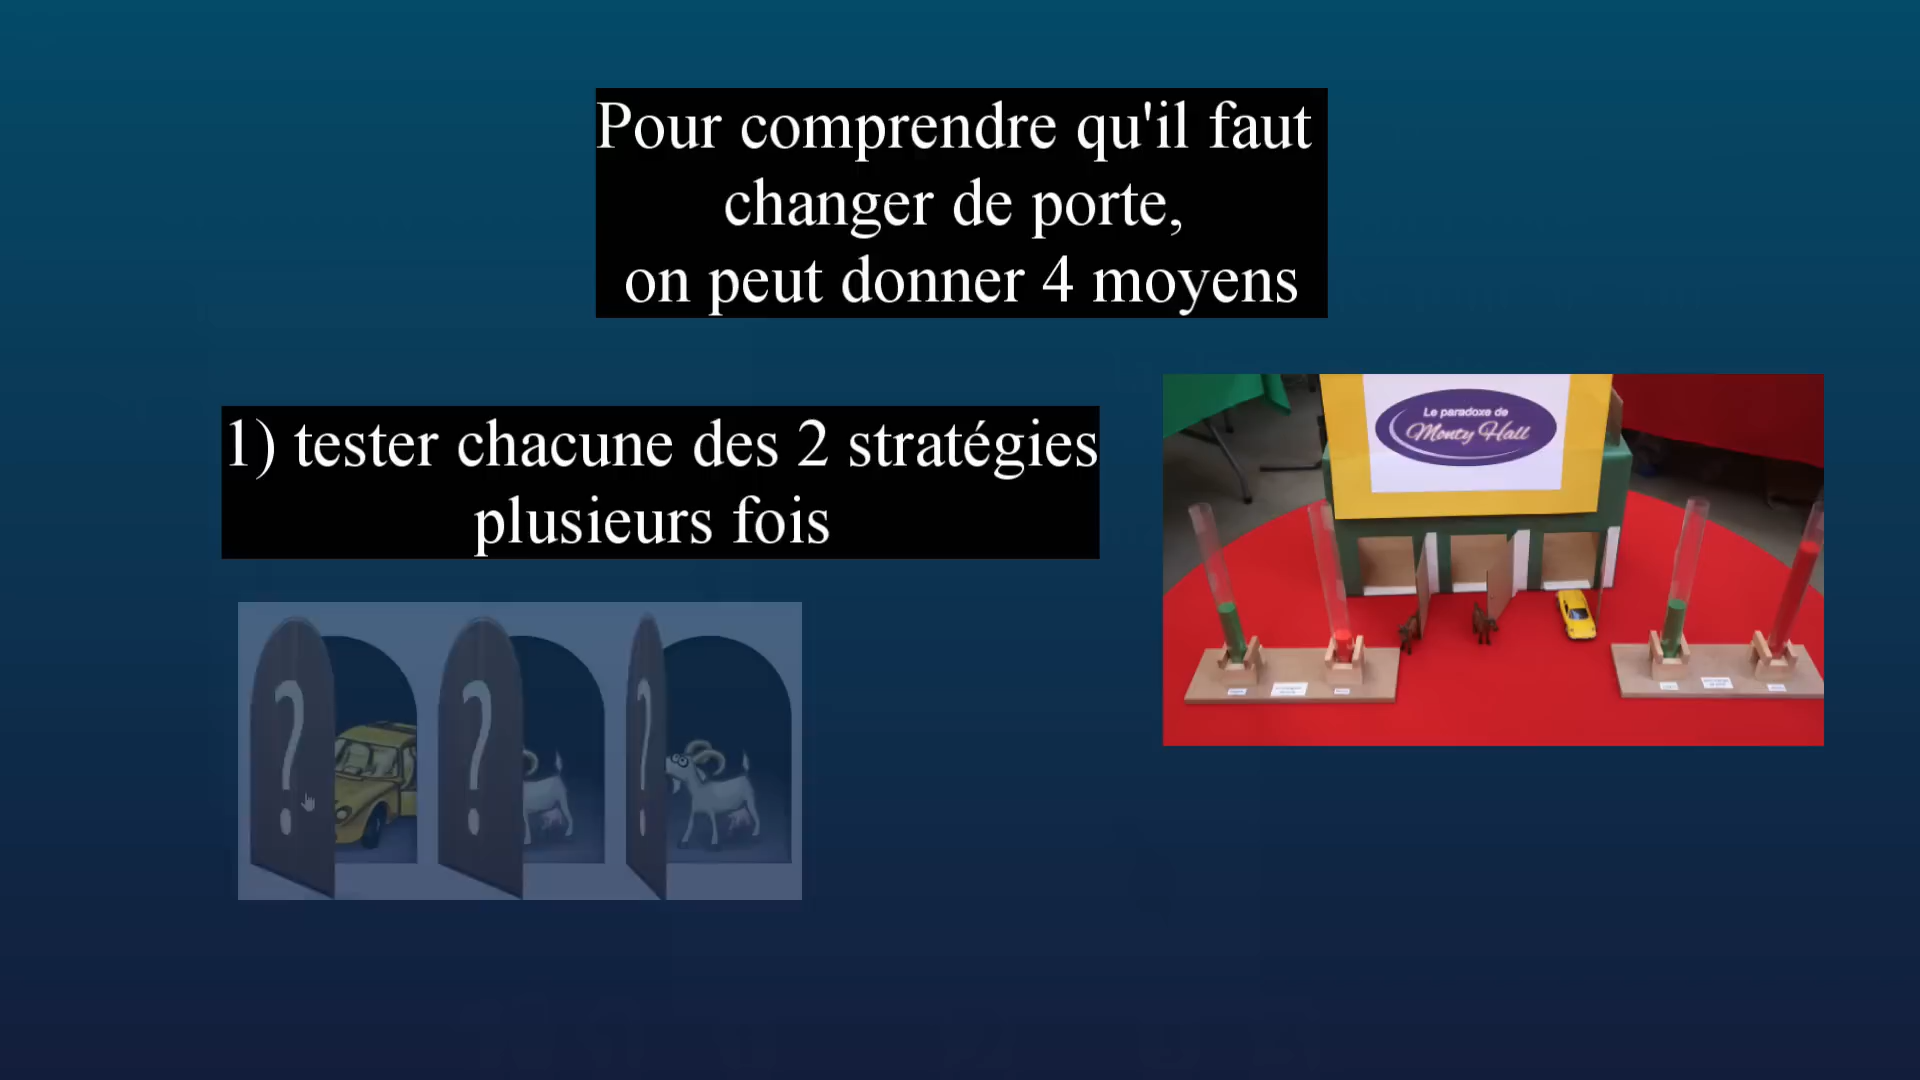 Pour comprendre qu'il faut
changer de porte,
on peut donner 4 moyens
1) tester chacune des 2 stratégies
plusieurs fois
Le paradoxe de
Monty Hall
? ? ?